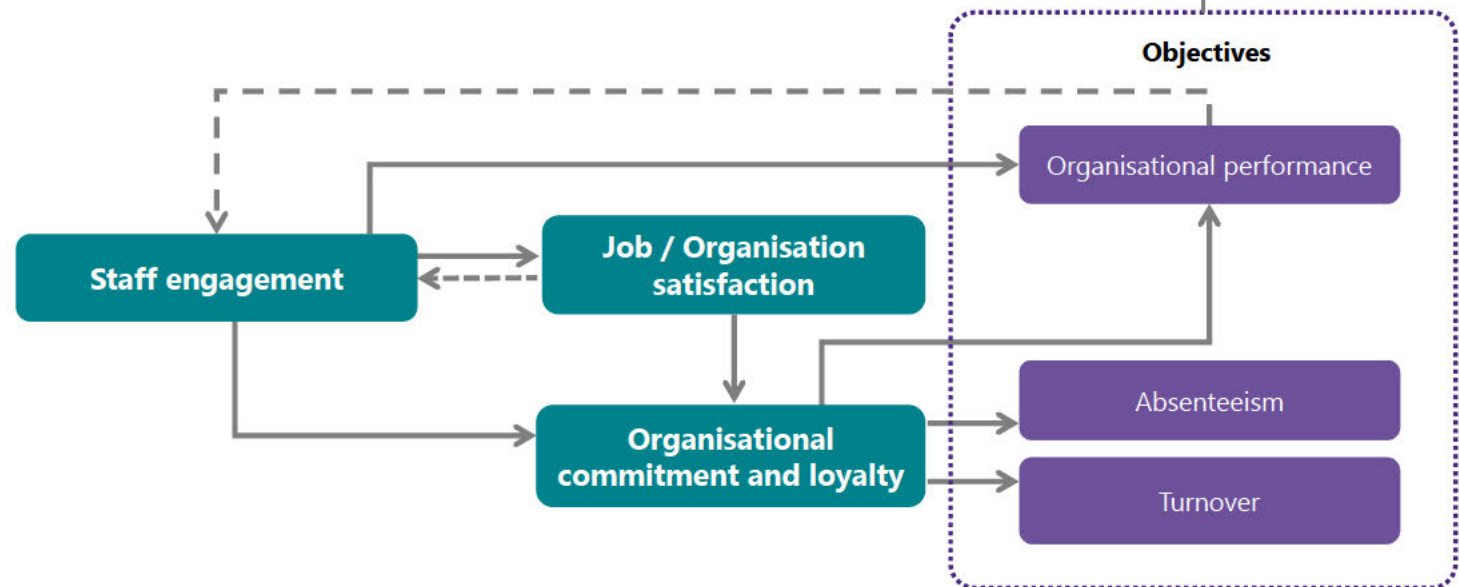 Objectives
Organisational performance
Staff engagement
Job / Organisation
satisfaction
Absenteeism
Organisational
commitment and loyalty
Turnover